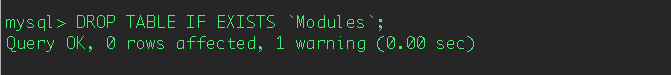 mysql> DROP TABLE IF EXISTS `Modules`;
Query OK, 0 rows affected, 1 warning (0.00 sec)